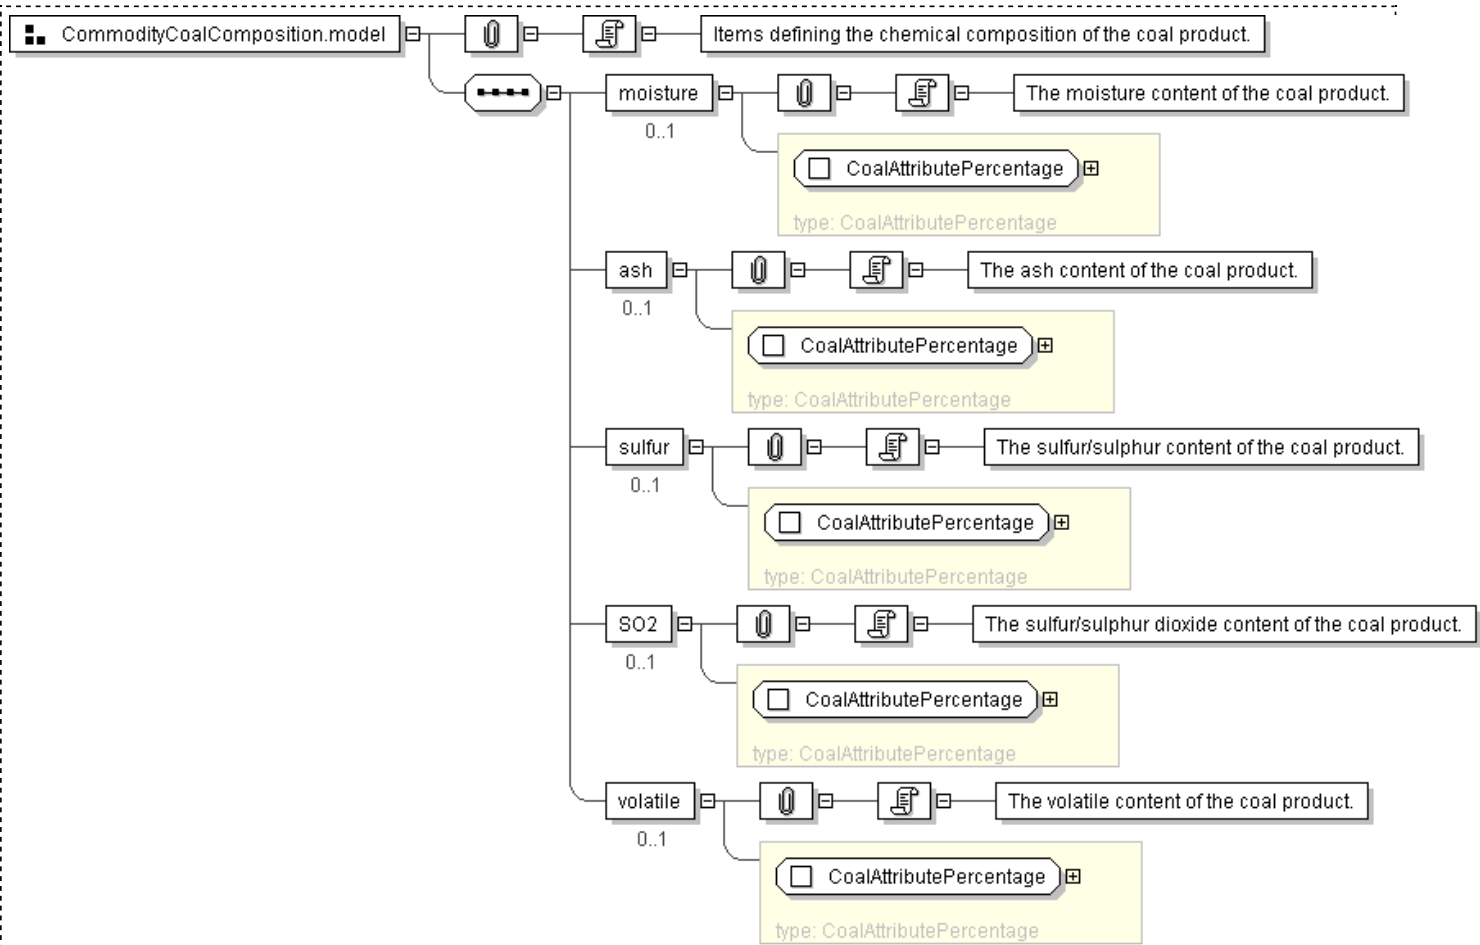 CommodityCoalComposition.model
Items defining the chemical composition of the coal product.
moisture
The moisture content of the coal product.
0..1
CoalAttributePercentage
type: CoalAttributePercentage
ash
The ash content of the coal product.
0..1
CoalAttributePercentage
type: CoalAttributePercentage
sulfur
The sulfur/sulphur content of the coal product.
0..1
CoalAttributePercentage
type: CoalAttributePercentage
SO2
The sulfur/sulphur dioxide content of the coal product.
0..1
CoalAttributePercentage
type: CoalAttributePercentage
volatile
The volatile content of the coal product.
0..1
CoalAttributePercentage
type: CoalAttributePercentage